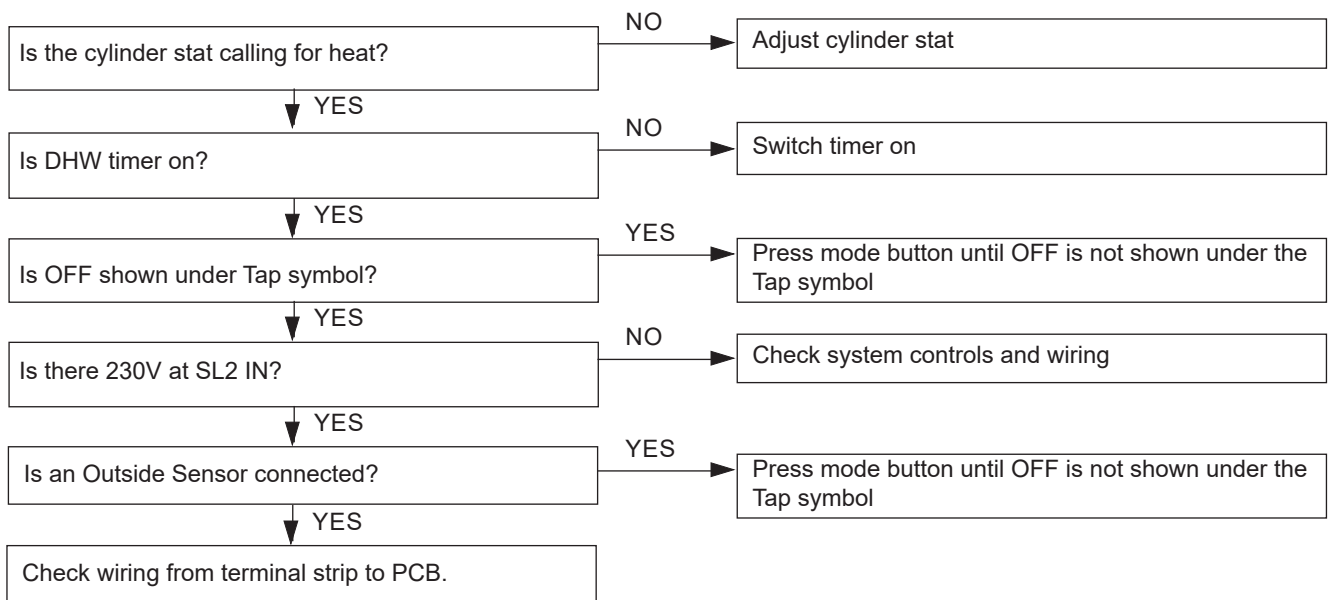 NO
Is the cylinder stat calling for heat?
Adjust cylinder stat
YES
NO
Is DHW timer on?
Switch timer on
YES
YES
Is OFF shown under Tap symbol?
Press mode button until OFF is not shown under the
Tap symbol
YES
NO
Is there 230V at SL2 IN?
Check system controls and wiring
YES
YES
Is an Outside Sensor connected?
Press mode button until OFF is not shown under the
Tap symbol
YES
Check wiring from terminal strip to PCB.